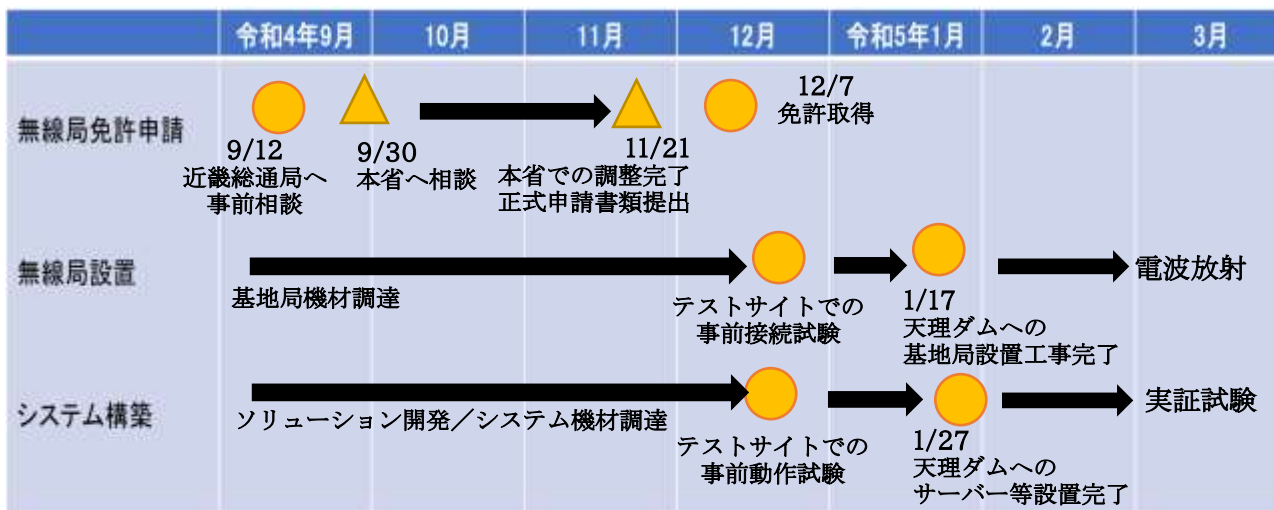 令和4年9月 10月 11月 12月 令和5年1月 2月 3月
無線局免許申請
9/12
近畿総通局へ
事前相談
9/30
本省へ相談
11/21
本省での調整完了
正式申請書類提出
12/7
免許取得
無線局設置
基地局機材調達
テストサイトでの
事前接続試験
1/17
天理ダムへの
基地局設置工事完了
電波放射
システム構築
ソリューション開発／システム機材調達
テストサイトでの
事前動作試験
1/27
天理ダムへの
サーバー等設置完了
実証試験